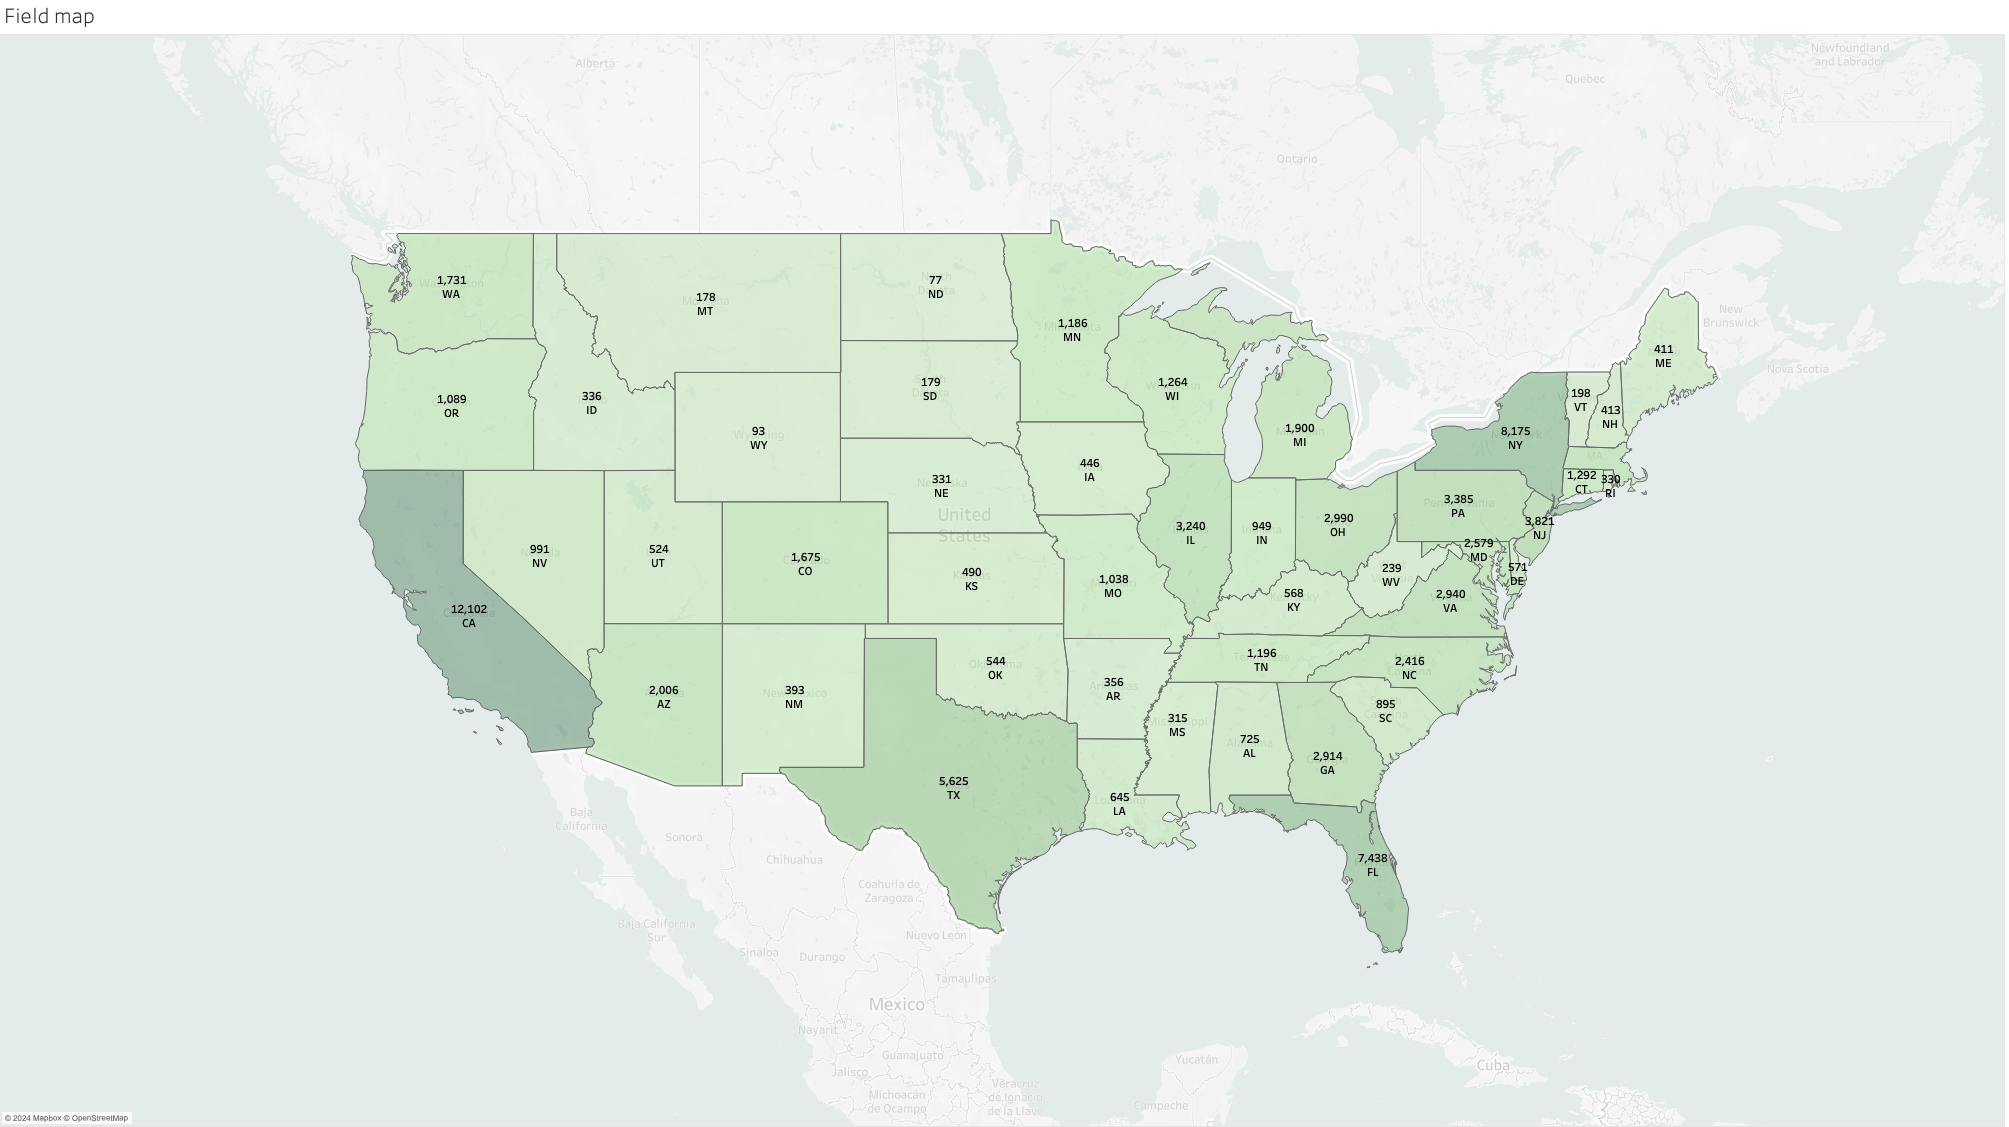 Field map
Alberta
Newfoundland
and Labrador
Quebec
Ontario
New
Brunswick
Nova Scotia
1,731
WA
178
MT
77
ND
1,186
MN
411
ME
1,089
OR
336
ID
93
WY
179
SD
1,264
WI
1,900
MI
8,175
NY
198
VT
413
NH
MA
1,292
CT
330
RI
446
IA
331
NE
United
States
3,240
IL
949
IN
2,990
OH
3,385
PA
3,821
NJ
2,579
MD
571
DE
991
NV
524
UT
1,675
CO
490
KS
1,038
MO
568
KY
239
WV
2,940
VA
12,102
CA
2,006
AZ
393
NM
544
OK
356
AR
1,196
TN
2,416
NC
895
SC
315
MS
725
AL
2,914
GA
5,625
TX
645
LA
7,438
FL
Baja
California
Sonora
Chihuahua
Coahuila de
Zaragoza
Baja California
Sur
Nuevo León
Sinaloa
Durango
Tamaulipas
Mexico
Nayarit
Guanajuato
Jalisco
Michoacán
de Ocampo
Veracruz
de Ignacio
de la Llave
Yucatán
Campeche
Cuba
© 2024 Mapbox © OpenStreetMap